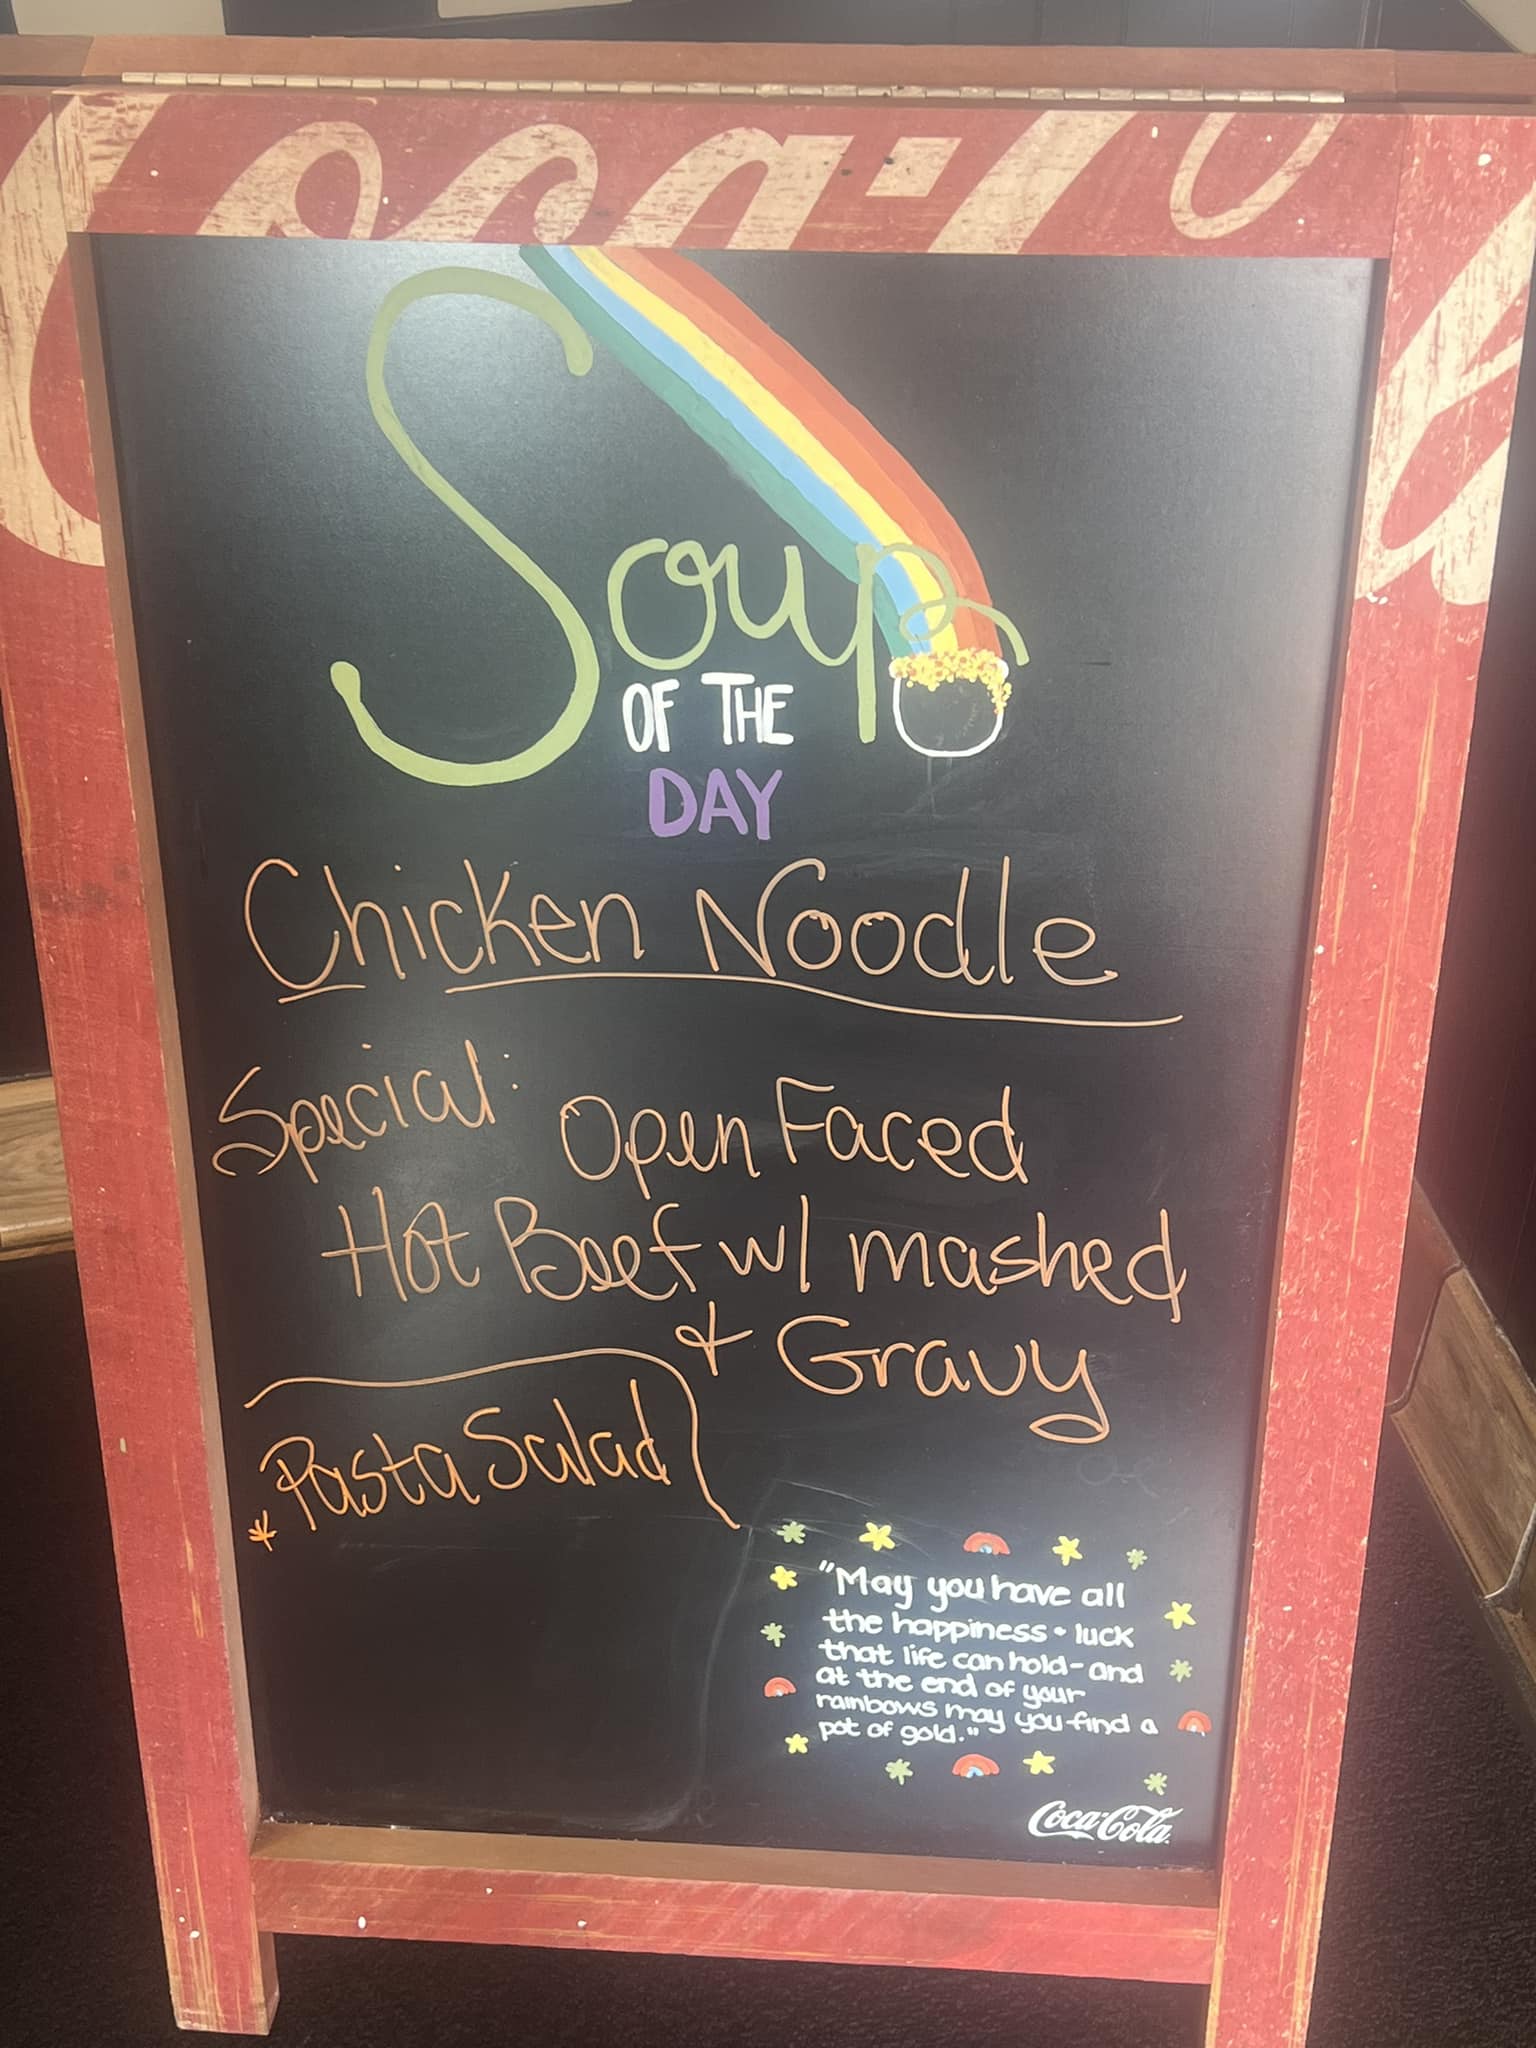 Coca-Co
Soup
OF THE
DAY
Chicken Noodle
Special: Open Faced
Hot Beef w/ mashed
& Gravy
* Pasta Salad
"May you have all
the happiness + luck
that life can hold - and
at the end of your
rainbows may you find a
pot of gold."
Coca-Cola